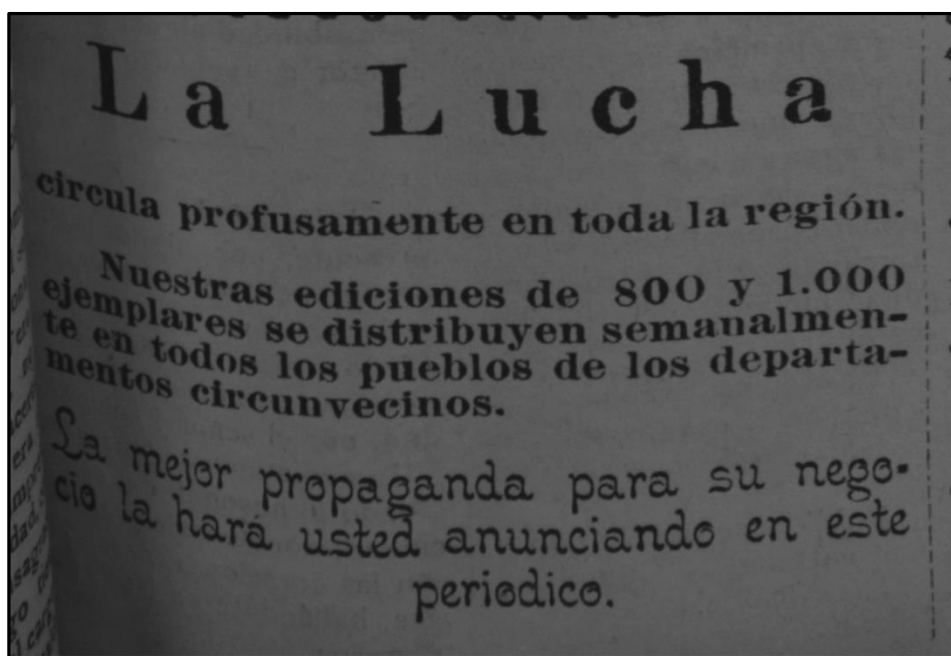 La Lucha
circula profusamente en toda la región.
Nuestras ediciones de 800 y 1.000
ejemplares se distribuyen semanalmen-
te en todos los pueblos de los departa-
mentos circunvecinos.
La mejor propaganda para su nego-
cio la hará usted anunciando en este
periodico.